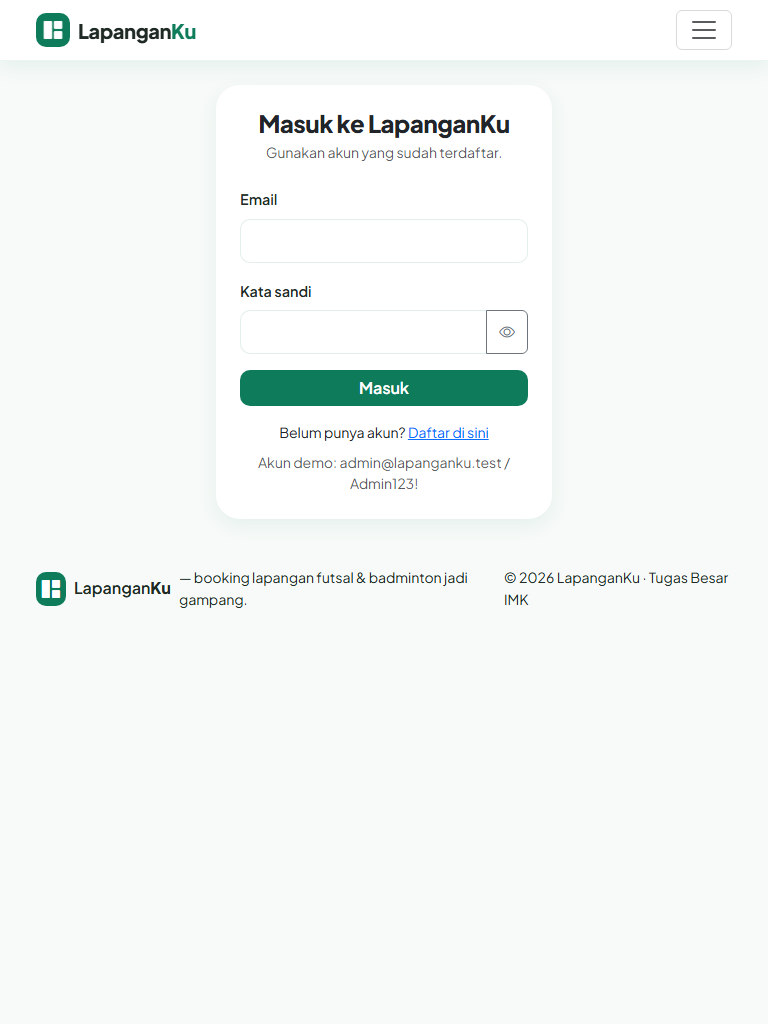 LapanganKu
Masuk ke LapanganKu
Gunakan akun yang sudah terdaftar.
Email
Kata sandi
Masuk
Belum punya akun? Daftar di sini
Akun demo: admin@lapanganku.test /
Admin123!
LapanganKu
— booking lapangan futsal & badminton jadi
gampang.
© 2026 LapanganKu · Tugas Besar
IMK